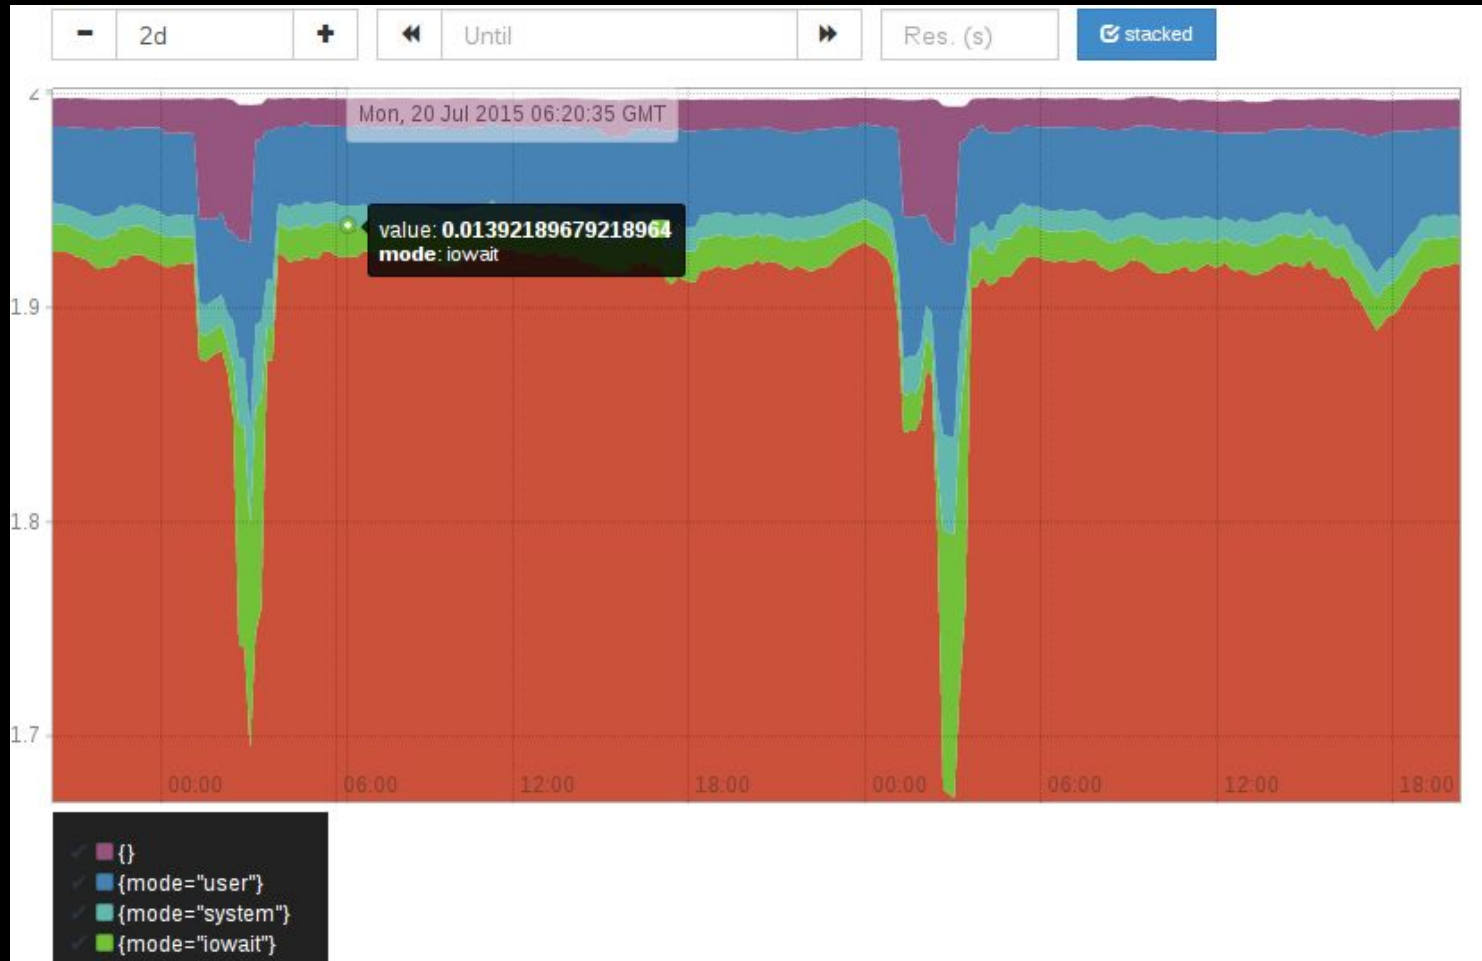 - 2d + Until Res. (s) stacked
2
Mon, 20 Jul 2015 06:20:35 GMT
value: 0.01392189679218964
mode: iowait
1.9
1.8
1.7
00:00 06:00 12:00 18:00 00:00 06:00 12:00 18:00
{}
{mode="user"}
{mode="system"}
{mode="iowait"}